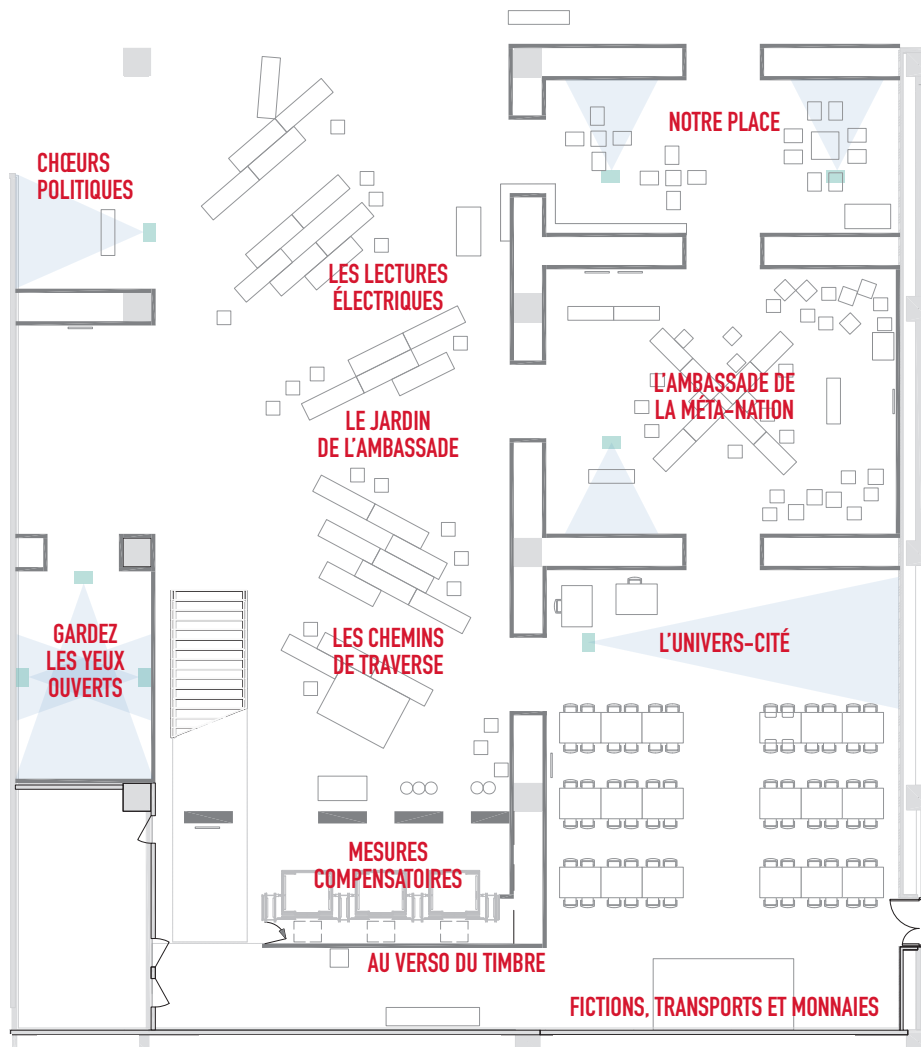 NOTRE PLACE
CHŒURS
POLITIQUES
LES LECTURES
ÉLECTRIQUES
L'AMBASSADE DE
LA MÉTA-NATION
LE JARDIN
DE L'AMBASSADE
GARDEZ
LES YEUX
OUVERTS
LES CHEMINS
DE TRAVERSE
L'UNIVERS-CITÉ
MESURES
COMPENSATOIRES
AU VERSO DU TIMBRE
FICTIONS, TRANSPORTS ET MONNAIES